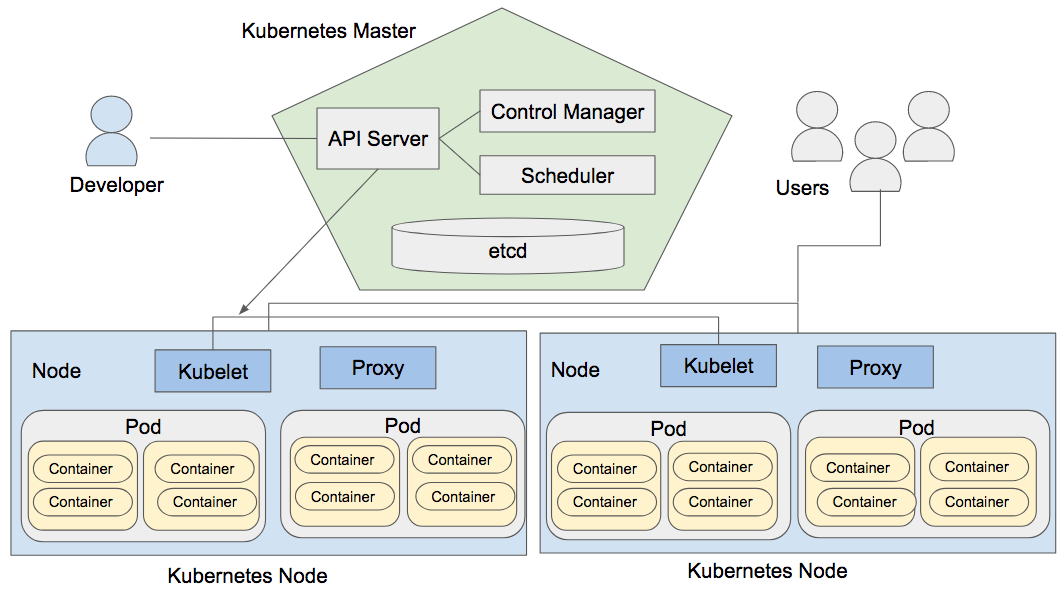 Kubernetes Master
Developer
API Server
Control Manager
Scheduler
etcd
Users
Node
Kubelet
Proxy
Pod
Container
Container
Container
Container
Pod
Container
Container
Container
Container
Kubernetes Node
Node
Kubelet
Proxy
Pod
Container
Container
Container
Container
Pod
Container
Container
Container
Container
Kubernetes Node